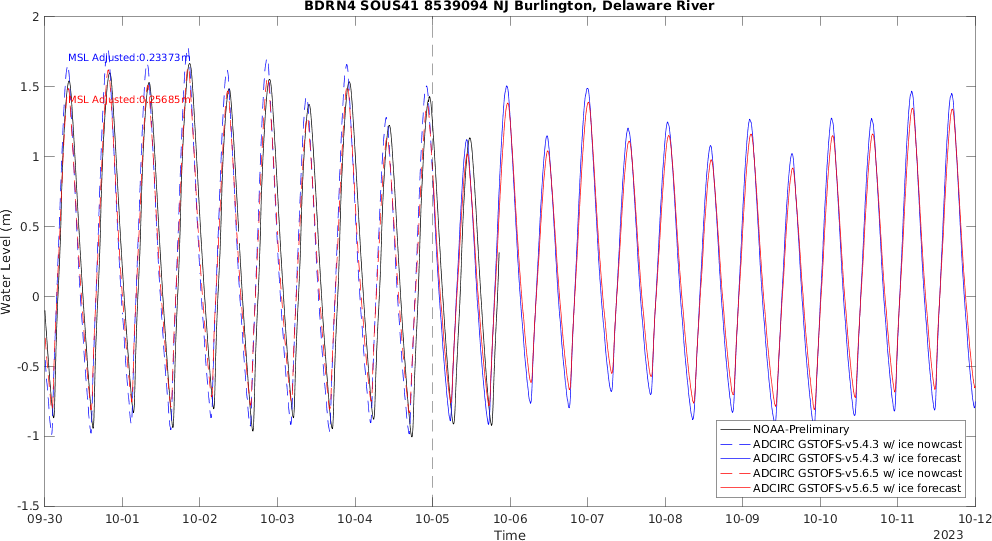 BDRN4 SOUS41 8539094 NJ Burlington, Delaware River
2
1.5
1
0.5
0
-0.5
-1
-1.5
Water Level (m)
MSL Adjusted:0.23373m
MSL Adjusted:0.25685m
NOAA-Preliminary
ADCIRC GSTOFS-v5.4.3 w/ ice nowcast
ADCIRC GSTOFS-v5.4.3 w/ ice forecast
ADCIRC GSTOFS-v5.6.5 w/ ice nowcast
ADCIRC GSTOFS-v5.6.5 w/ ice forecast
09-30 10-01 10-02 10-03 10-04 10-05 10-06 10-07 10-08 10-09 10-10 10-11 10-12
Time
2023